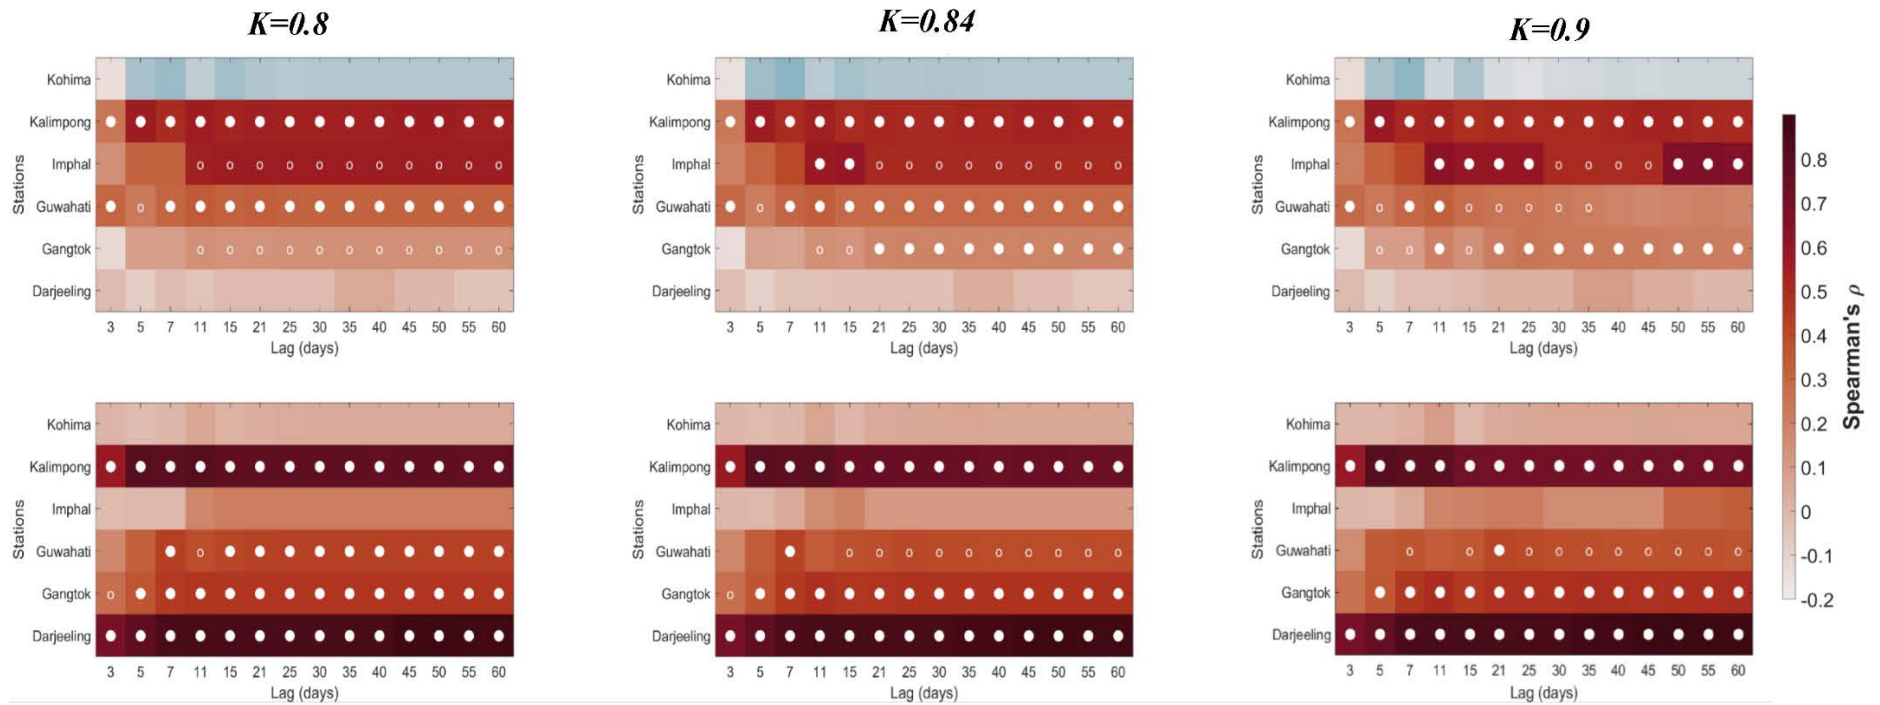 K=0.8
K=0.84
K=0.9
Stations
Kohima
Kalimpong
Imphal
Guwahati
Gangtok
Darjeeling
3 5 7 11 15 21 25 30 35 40 45 50 55 60
Lag (days)
Stations
Kohima
Kalimpong
Imphal
Guwahati
Gangtok
Darjeeling
3 5 7 11 15 21 25 30 35 40 45 50 55 60
Lag (days)
Stations
Kohima
Kalimpong
Imphal
Guwahati
Gangtok
Darjeeling
3 5 7 11 15 21 25 30 35 40 45 50 55 60
Lag (days)
Stations
Kohima
Kalimpong
Imphal
Guwahati
Gangtok
Darjeeling
3 5 7 11 15 21 25 30 35 40 45 50 55 60
Lag (days)
Stations
Kohima
Kalimpong
Imphal
Guwahati
Gangtok
Darjeeling
3 5 7 11 15 21 25 30 35 40 45 50 55 60
Lag (days)
Stations
Kohima
Kalimpong
Imphal
Guwahati
Gangtok
Darjeeling
3 5 7 11 15 21 25 30 35 40 45 50 55 60
Lag (days)
0.8
0.7
0.6
0.5
0.4
0.3
0.2
0.1
0
-0.1
-0.2
Spearman's ρ